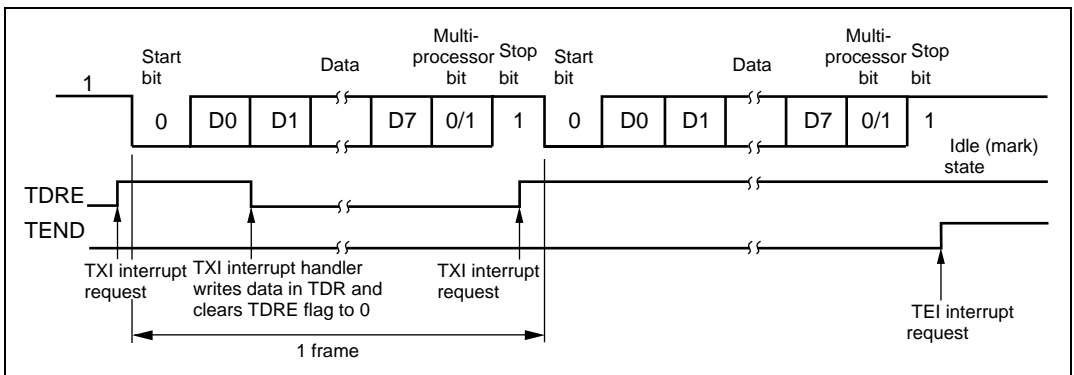 Start
bit
Data
Multi-
processor
bit
Stop
bit
Start
bit
Data
Multi-
processor
bit
Stop
bit
1
0
D0
D1
D7
0/1
1
0
D0
D1
D7
0/1
1
Idle (mark)
state
TDRE
TEND
TXI interrupt
request
TXI interrupt handler
writes data in TDR and
clears TDRE flag to 0
TXI interrupt
request
TEI interrupt
request
1 frame